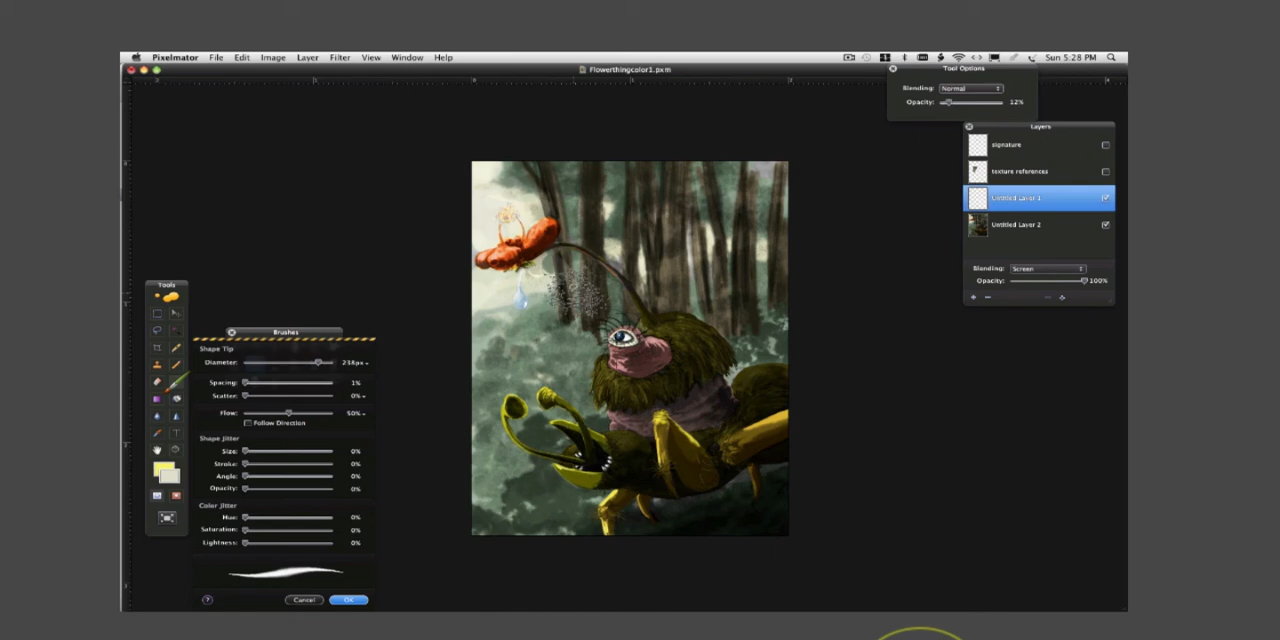 Pixelmator File Edit Image Layer Filter View Window Help Sun 5:28 PM
Flowerthingcolor1.pxm
Tool Options
Blending: Normal
Opacity: 12%
Layers
signature
texture references
Untitled Layer 1
Untitled Layer 2
Blending: Screen
Opacity: 100%
Tools
Brushes
Shape Tip
Diameter: 238px
Spacing: 1%
Scatter: 0%
Flow: 50%
Follow Direction
Shape Jitter
Size: 0%
Stroke: 0%
Angle: 0%
Opacity: 0%
Color Jitter
Hue: 0%
Saturation: 0%
Lightness: 0%
? Cancel OK